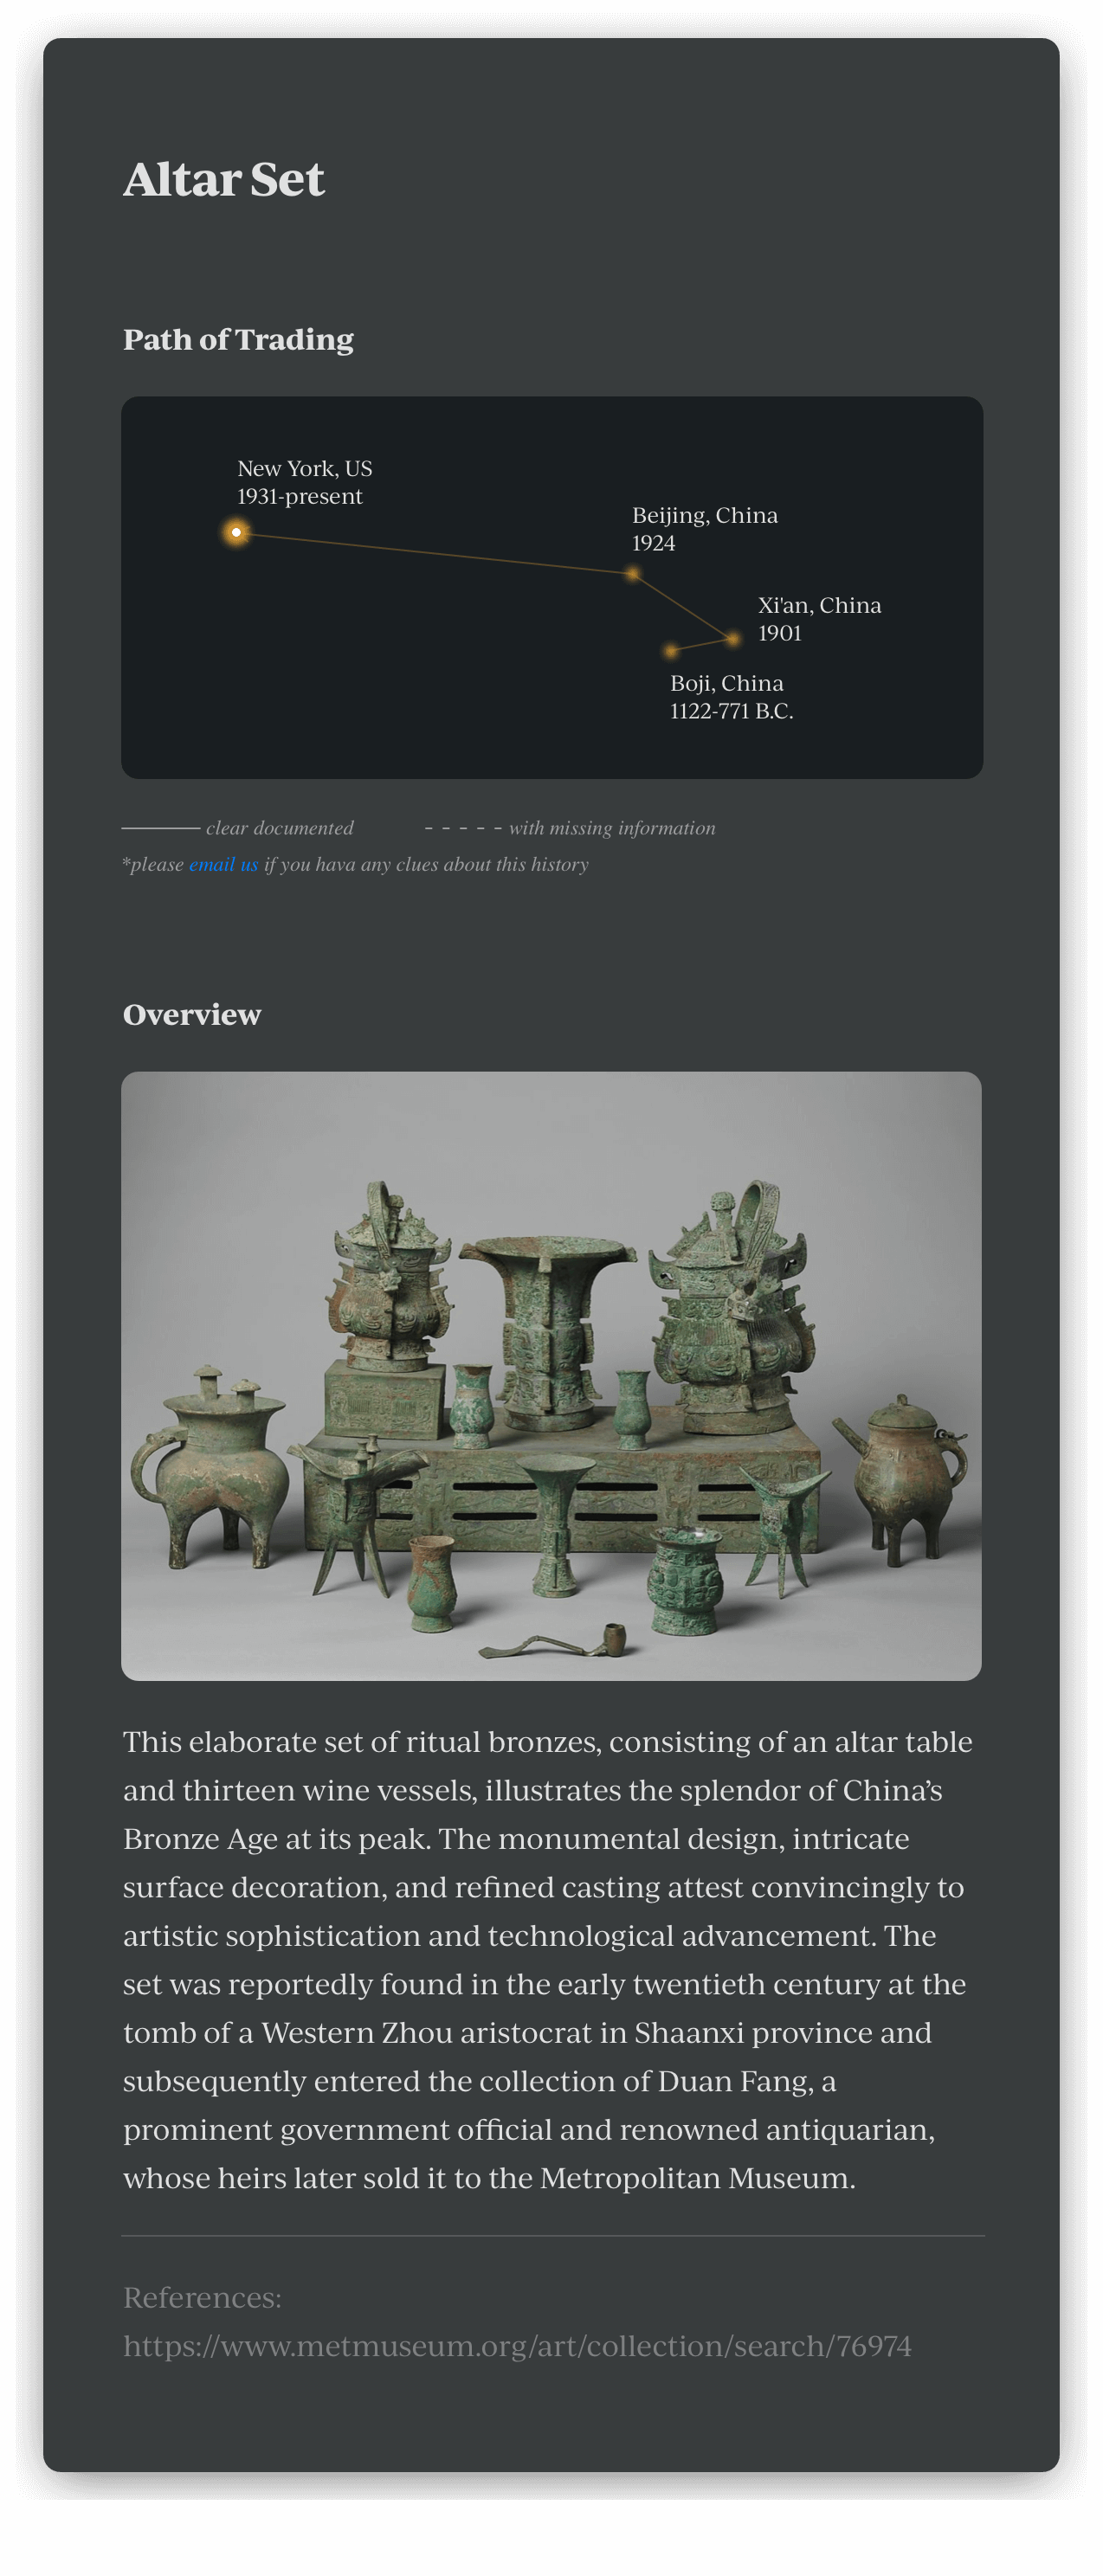 Altar Set
Path of Trading
New York, US
1931-present
Beijing, China
1924
Xi'an, China
1901
Boji, China
1122-771 B.C.
clear documented
with missing information
*please email us if you hava any clues about this history
Overview
This elaborate set of ritual bronzes, consisting of an altar table
and thirteen wine vessels, illustrates the splendor of China’s
Bronze Age at its peak. The monumental design, intricate
surface decoration, and refined casting attest convincingly to
artistic sophistication and technological advancement. The
set was reportedly found in the early twentieth century at the
tomb of a Western Zhou aristocrat in Shaanxi province and
subsequently entered the collection of Duan Fang, a
prominent government official and renowned antiquarian,
whose heirs later sold it to the Metropolitan Museum.
References:
https://www.metmuseum.org/art/collection/search/76974